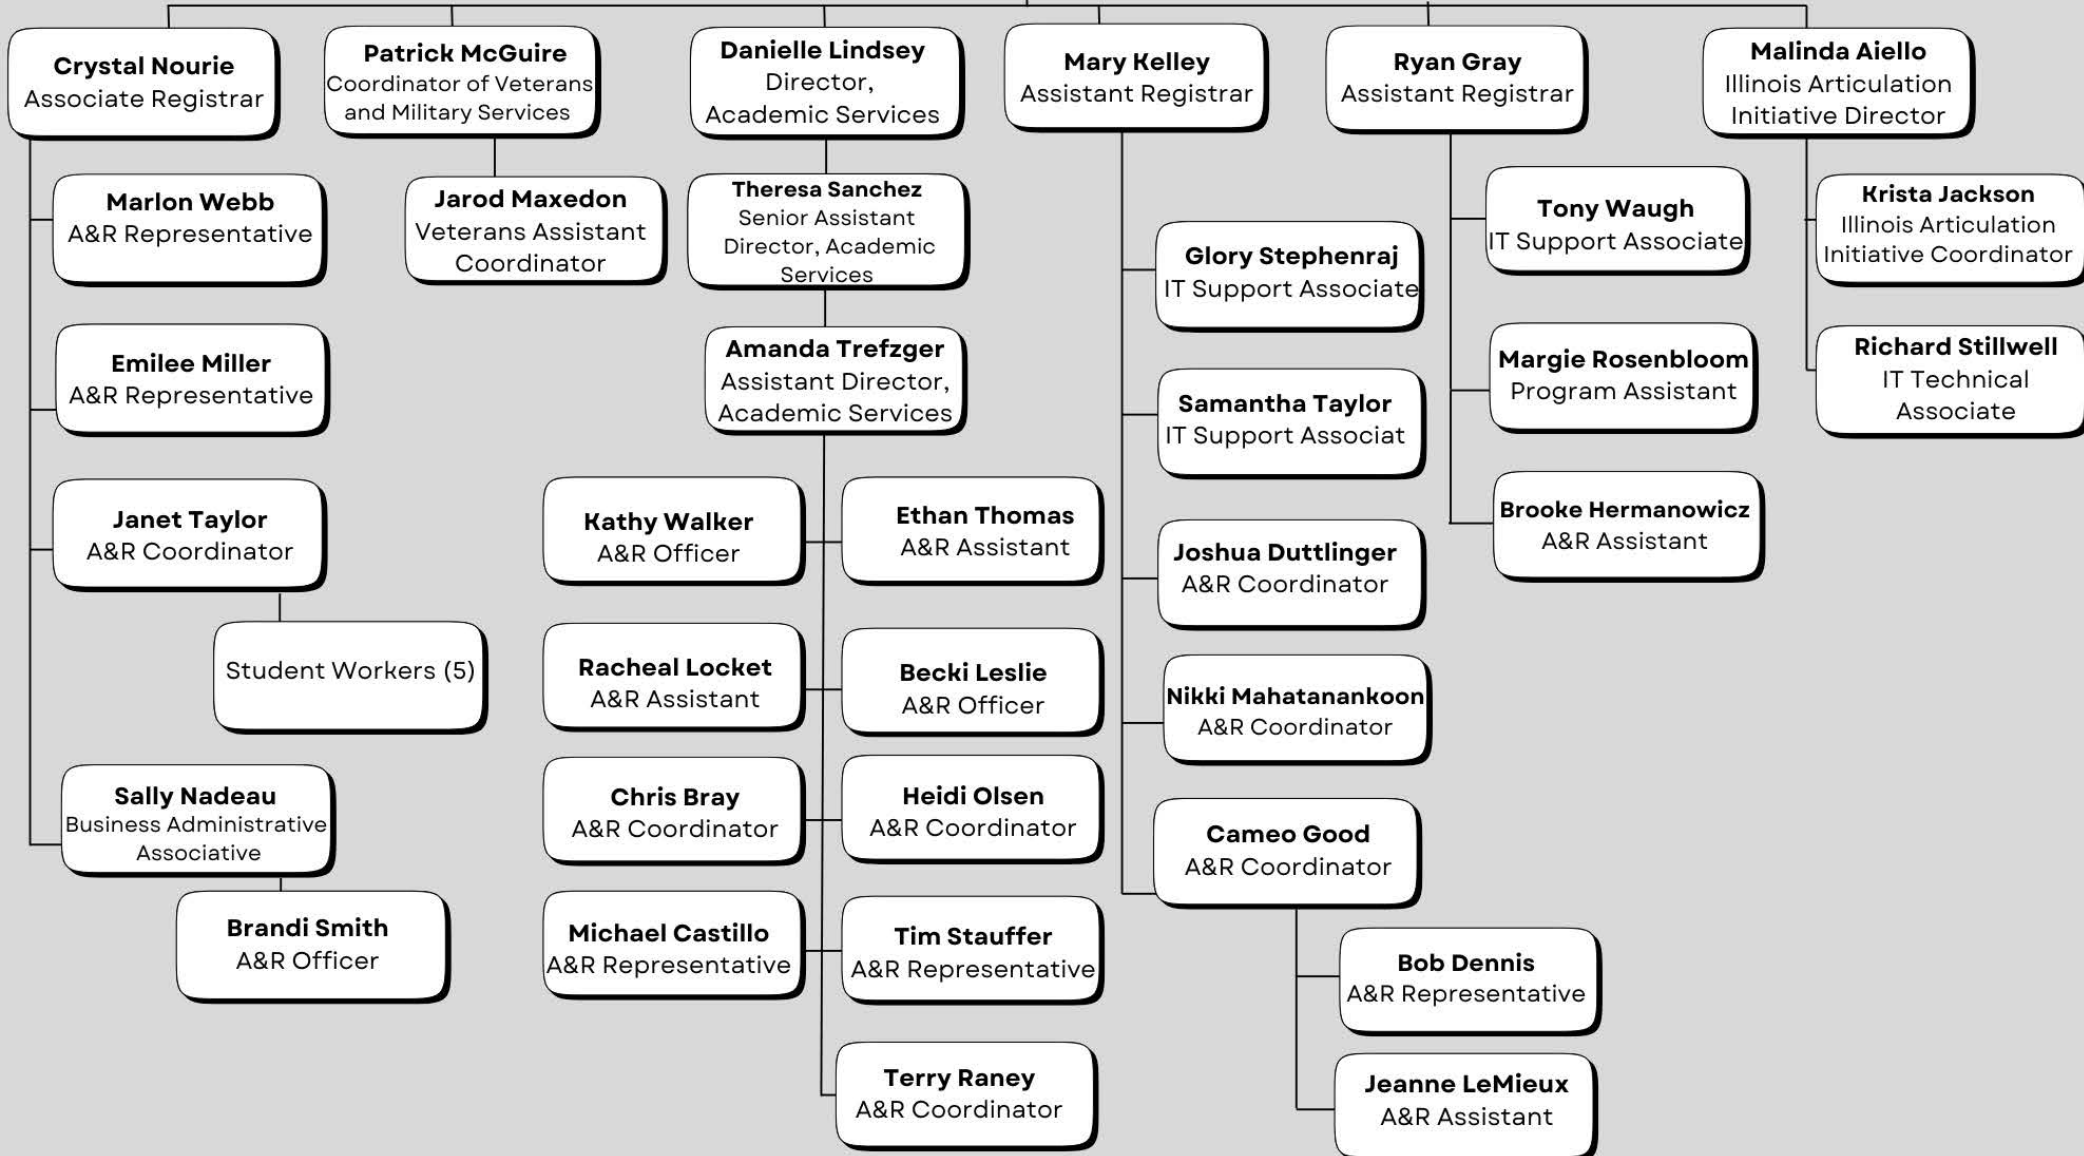 Crystal Nourie
Associate Registrar
Patrick McGuire
Coordinator of Veterans
and Military Services
Danielle Lindsey
Director,
Academic Services
Mary Kelley
Assistant Registrar
Ryan Gray
Assistant Registrar
Malinda Aiello
Illinois Articulation
Initiative Director
Marlon Webb
A&R Representative
Emilee Miller
A&R Representative
Janet Taylor
A&R Coordinator
Student Workers (5)
Sally Nadeau
Business Administrative
Associative
Brandi Smith
A&R Officer
Jarod Maxedon
Veterans Assistant
Coordinator
Theresa Sanchez
Senior Assistant
Director, Academic
Services
Amanda Trefzger
Assistant Director,
Academic Services
Kathy Walker
A&R Officer
Ethan Thomas
A&R Assistant
Racheal Locket
A&R Assistant
Becki Leslie
A&R Officer
Chris Bray
A&R Coordinator
Heidi Olsen
A&R Coordinator
Michael Castillo
A&R Representative
Tim Stauffer
A&R Representative
Terry Raney
A&R Coordinator
Glory Stephenraj
IT Support Associate
Samantha Taylor
IT Support Associat
Joshua Duttlinger
A&R Coordinator
Nikki Mahatanankoon
A&R Coordinator
Cameo Good
A&R Coordinator
Bob Dennis
A&R Representative
Jeanne LeMieux
A&R Assistant
Tony Waugh
IT Support Associate
Margie Rosenbloom
Program Assistant
Brooke Hermanowicz
A&R Assistant
Krista Jackson
Illinois Articulation
Initiative Coordinator
Richard Stillwell
IT Technical
Associate